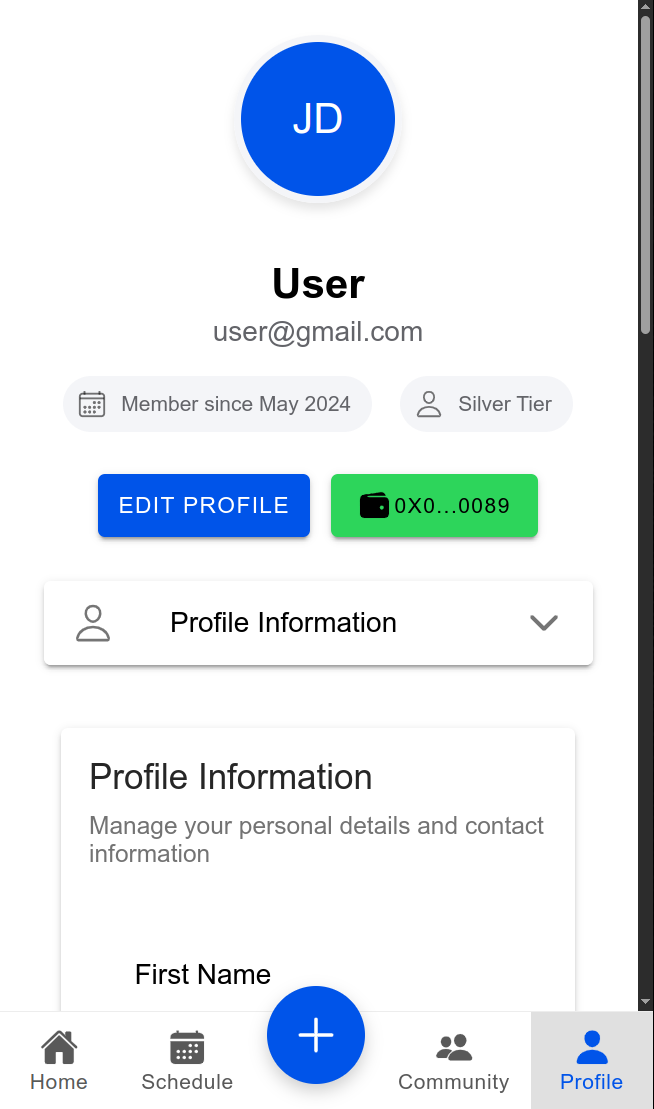 JD
User
user@gmail.com
Member since May 2024
Silver Tier
EDIT PROFILE
0X0...0089
Profile Information
Profile Information
Manage your personal details and contact
information
First Name
Home
Schedule
Community
Profile